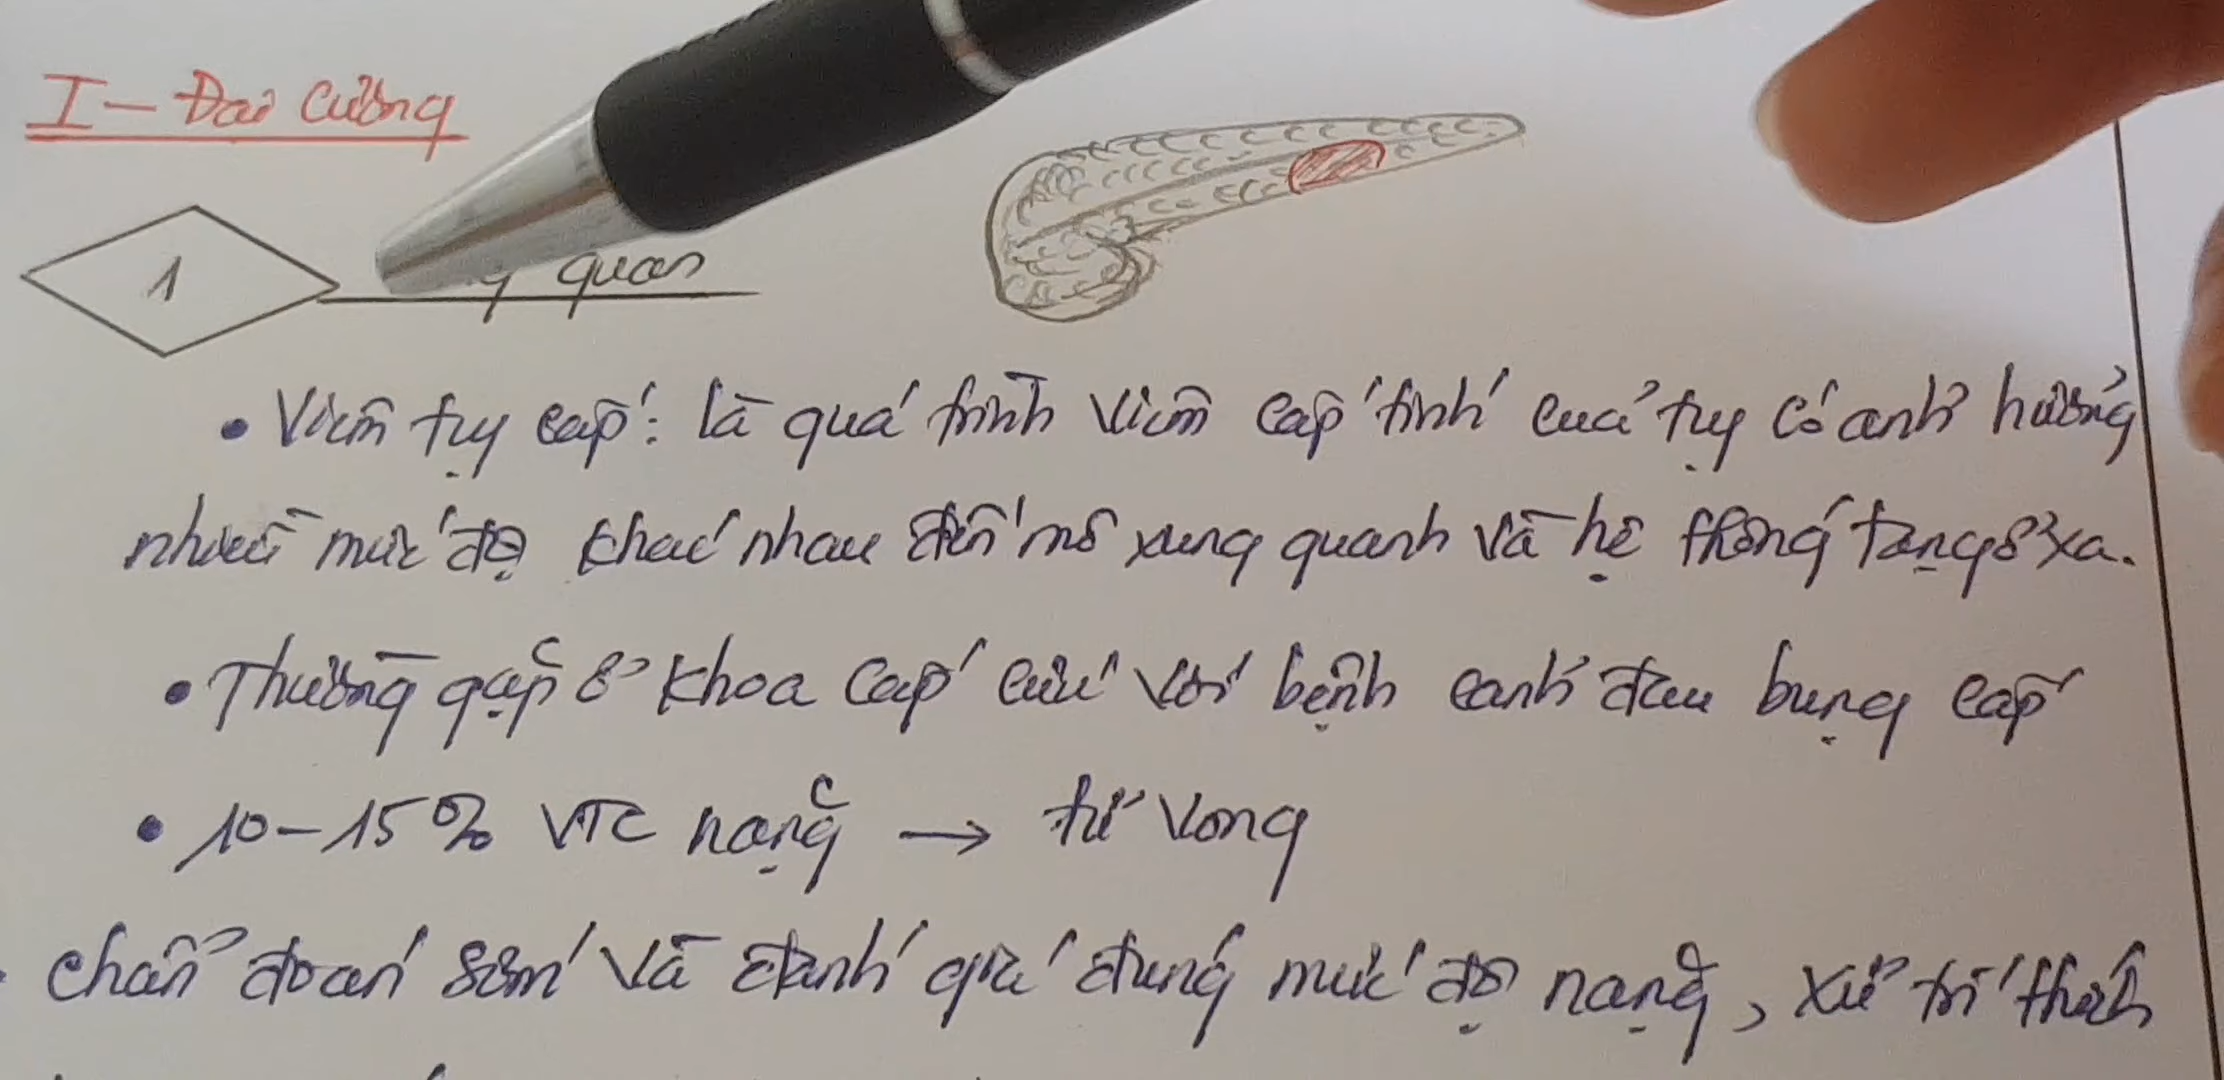 I - Đại cương
1
quan
• Viêm tụy cấp: là quá trình viêm cấp tính của tụy có ảnh hưởng
nhiều mức độ khác nhau đến mô xung quanh và hệ thống tạng ở xa.
• Thường gặp ở khoa cấp cứu với bệnh cảnh đau bụng cấp
• 10-15% VTC nặng → tử vong
chẩn đoán sớm và đánh giá đúng mức độ nặng, xử trí thích